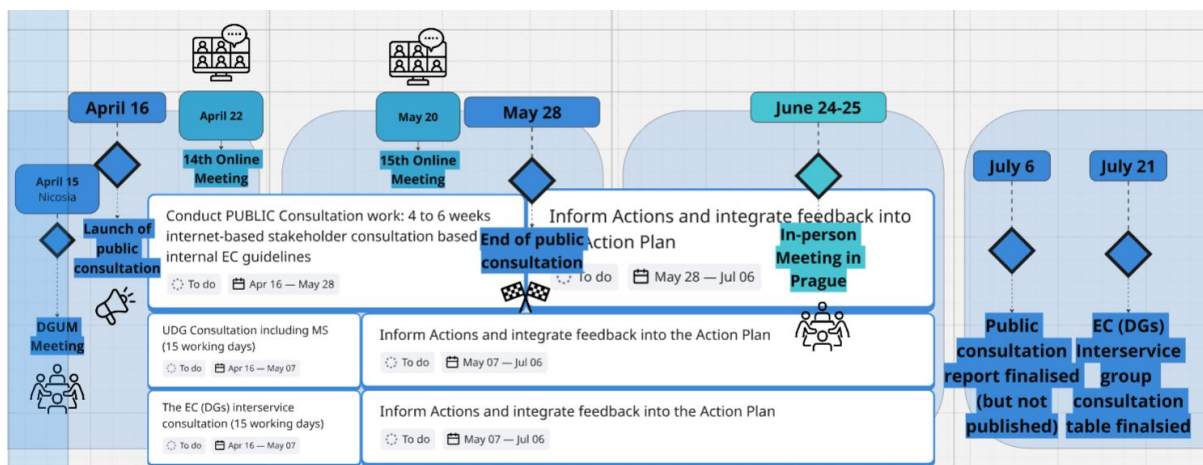 April 16
April 22
May 20
May 28
June 24-25
July 6
July 21
April 15
Nicosia
14th Online
Meeting
15th Online
Meeting
Launch of
public
consultation
DGUM
Meeting
Conduct PUBLIC Consultation work: 4 to 6 weeks
internet-based stakeholder consultation based
internal EC guidelines
To do
Apr 16 — May 28
End of public
consultation
Inform Actions and integrate feedback into
Action Plan
To do
May 28 — Jul 06
In-person
Meeting in
Prague
UDG Consultation including MS
(15 working days)
To do
Apr 16 — May 07
Inform Actions and integrate feedback into the Action Plan
To do
May 07 — Jul 06
The EC (DGs) interservice
consultation (15 working days)
To do
Apr 16 — May 07
Inform Actions and integrate feedback into the Action Plan
To do
May 07 — Jul 06
Public
consultation
report finalised
(but not
published)
EC (DGs)
Interservice
group
consultation
table finalsied